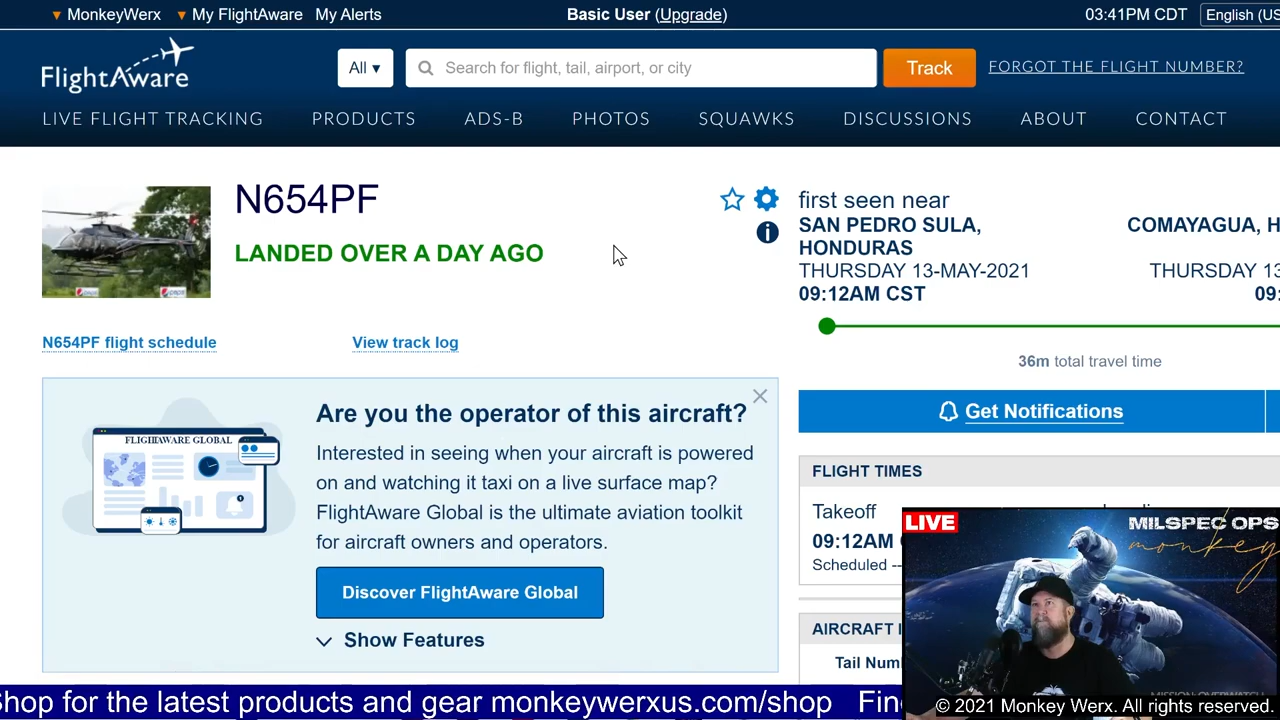 ▾ MonkeyWerx ▾ My FlightAware My Alerts Basic User (Upgrade) 03:41PM CDT English (US
FlightAware All ▾ Search for flight, tail, airport, or city Track FORGOT THE FLIGHT NUMBER?
LIVE FLIGHT TRACKING PRODUCTS ADS-B PHOTOS SQUAWKS DISCUSSIONS ABOUT CONTACT
N654PF
LANDED OVER A DAY AGO
pepsi
N654PF flight schedule View track log
first seen near
SAN PEDRO SULA, COMAYAGUA, H
HONDURAS
THURSDAY 13-MAY-2021 THURSDAY 13
09:12AM CST 09:
36m total travel time
Get Notifications
FLIGHTAWARE GLOBAL
Are you the operator of this aircraft?
Interested in seeing when your aircraft is powered
on and watching it taxi on a live surface map?
FlightAware Global is the ultimate aviation toolkit
for aircraft owners and operators.
Discover FlightAware Global
Show Features
FLIGHT TIMES
Takeoff
09:12AM
Scheduled --
AIRCRAFT I
Tail Num
LIVE MILSPEC OPS
monkey
MISSION: OVERWATCH
© 2021 Monkey Werx. All rights reserved.
Shop for the latest products and gear monkeywerxus.com/shop Fin